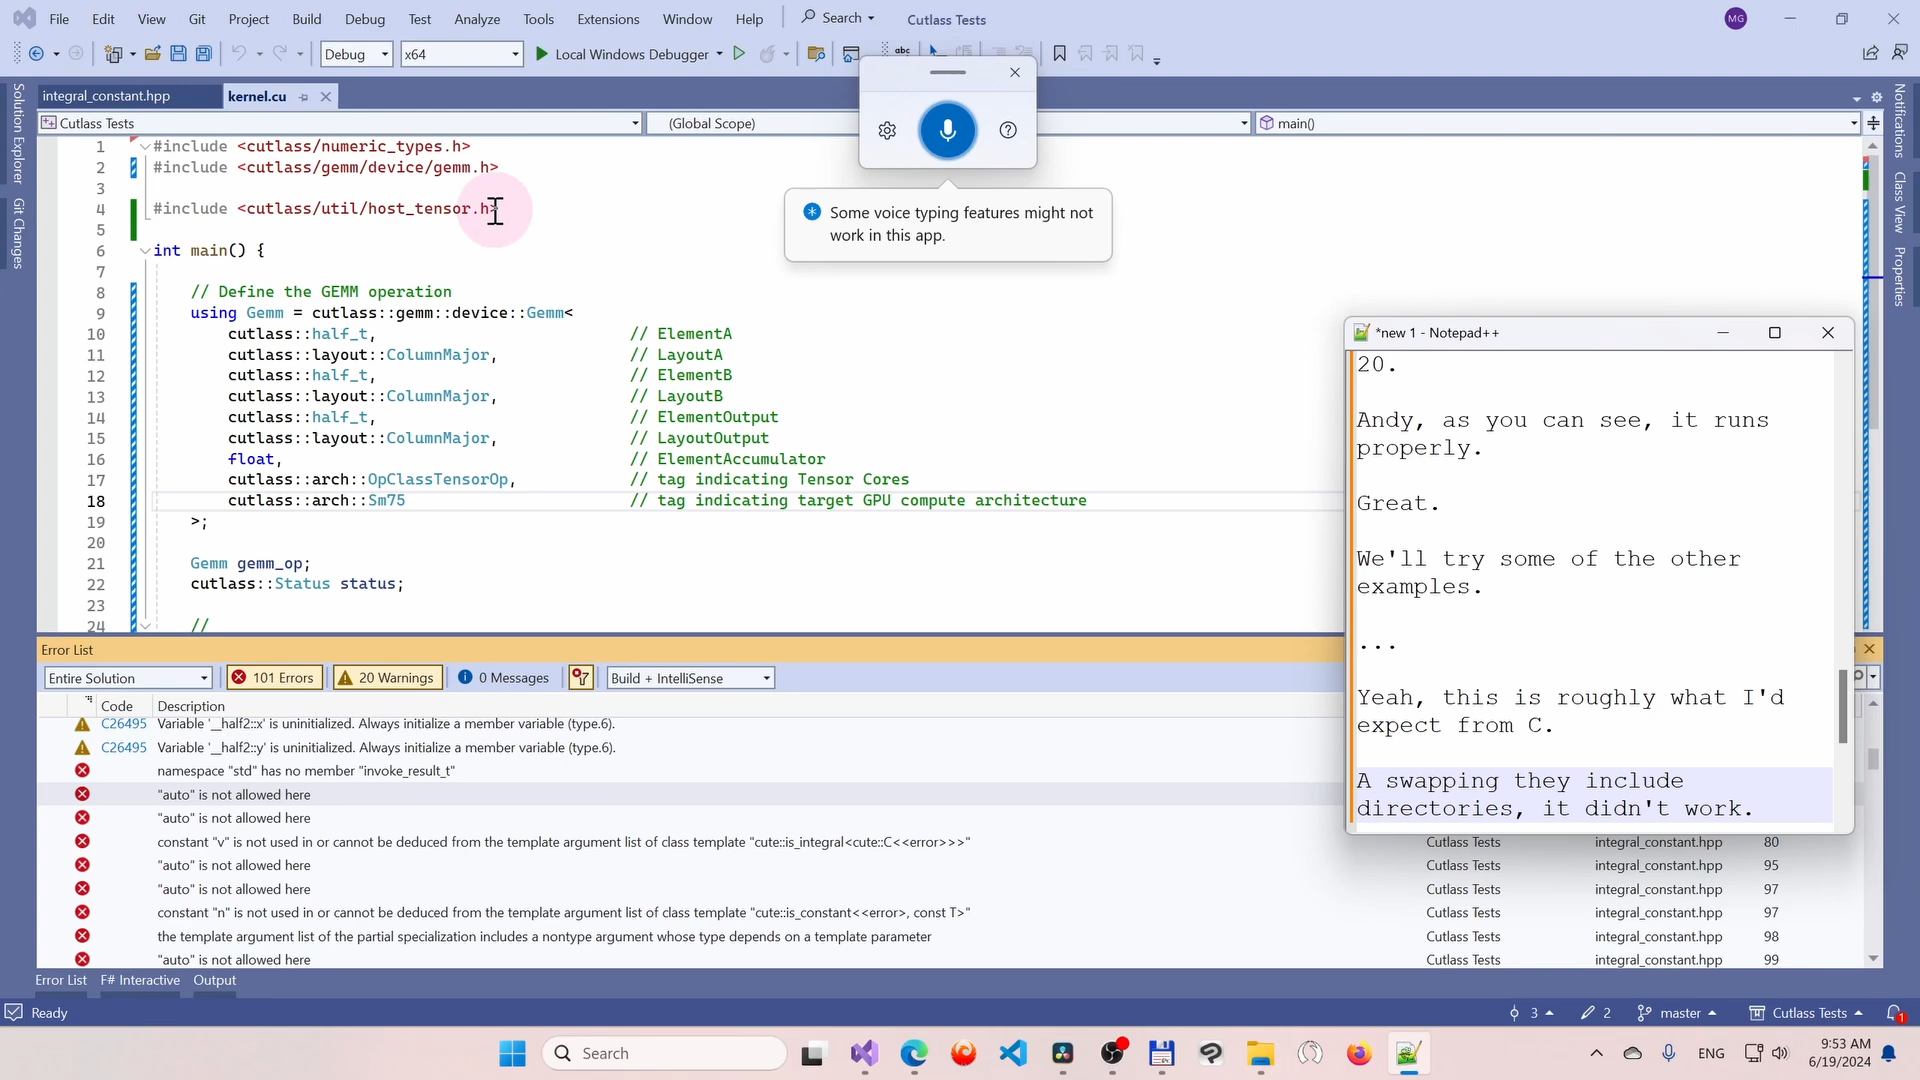 File Edit View Git Project Build Debug Test Analyze Tools Extensions Window Help Search Cutlass Tests MG
Debug x64 Local Windows Debugger abc
integral_constant.hpp kernel.cu
Cutlass Tests (Global Scope) main()
1 #include <cutlass/numeric_types.h>
2 #include <cutlass/gemm/device/gemm.h>
3
4 #include <cutlass/util/host_tensor.h>
5
6 int main() {
7
8 // Define the GEMM operation
9 using Gemm = cutlass::gemm::device::Gemm<
10 cutlass::half_t, // ElementA
11 cutlass::layout::ColumnMajor, // LayoutA
12 cutlass::half_t, // ElementB
13 cutlass::layout::ColumnMajor, // LayoutB
14 cutlass::half_t, // ElementOutput
15 cutlass::layout::ColumnMajor, // LayoutOutput
16 float, // ElementAccumulator
17 cutlass::arch::OpClassTensorOp, // tag indicating Tensor Cores
18 cutlass::arch::Sm75 // tag indicating target GPU compute architecture
19 >;
20
21 Gemm gemm_op;
22 cutlass::Status status;
23
24 //
Solution Explorer
Git Changes
Notifications
Class View
Properties
Some voice typing features might not
work in this app.
*new 1 - Notepad++
20.
Andy, as you can see, it runs
properly.
Great.
We'll try some of the other
examples.
...
Yeah, this is roughly what I'd
expect from C.
A swapping they include
directories, it didn't work.
Error List
Entire Solution 101 Errors 20 Warnings 0 Messages Build + IntelliSense
Code Description
C26495 Variable '__half2::x' is uninitialized. Always initialize a member variable (type.6).
C26495 Variable '__half2::y' is uninitialized. Always initialize a member variable (type.6).
namespace "std" has no member "invoke_result_t"
"auto" is not allowed here
"auto" is not allowed here
constant "v" is not used in or cannot be deduced from the template argument list of class template "cute::is_integral<cute::C<<error>>>" Cutlass Tests integral_constant.hpp 80
"auto" is not allowed here Cutlass Tests integral_constant.hpp 95
"auto" is not allowed here Cutlass Tests integral_constant.hpp 97
constant "n" is not used in or cannot be deduced from the template argument list of class template "cute::is_constant<<error>, const T>" Cutlass Tests integral_constant.hpp 97
the template argument list of the partial specialization includes a nontype argument whose type depends on a template parameter Cutlass Tests integral_constant.hpp 98
"auto" is not allowed here Cutlass Tests integral_constant.hpp 99
Error List F# Interactive Output
Ready 3 2 master Cutlass Tests 1
Search ENG 9:53 AM
6/19/2024